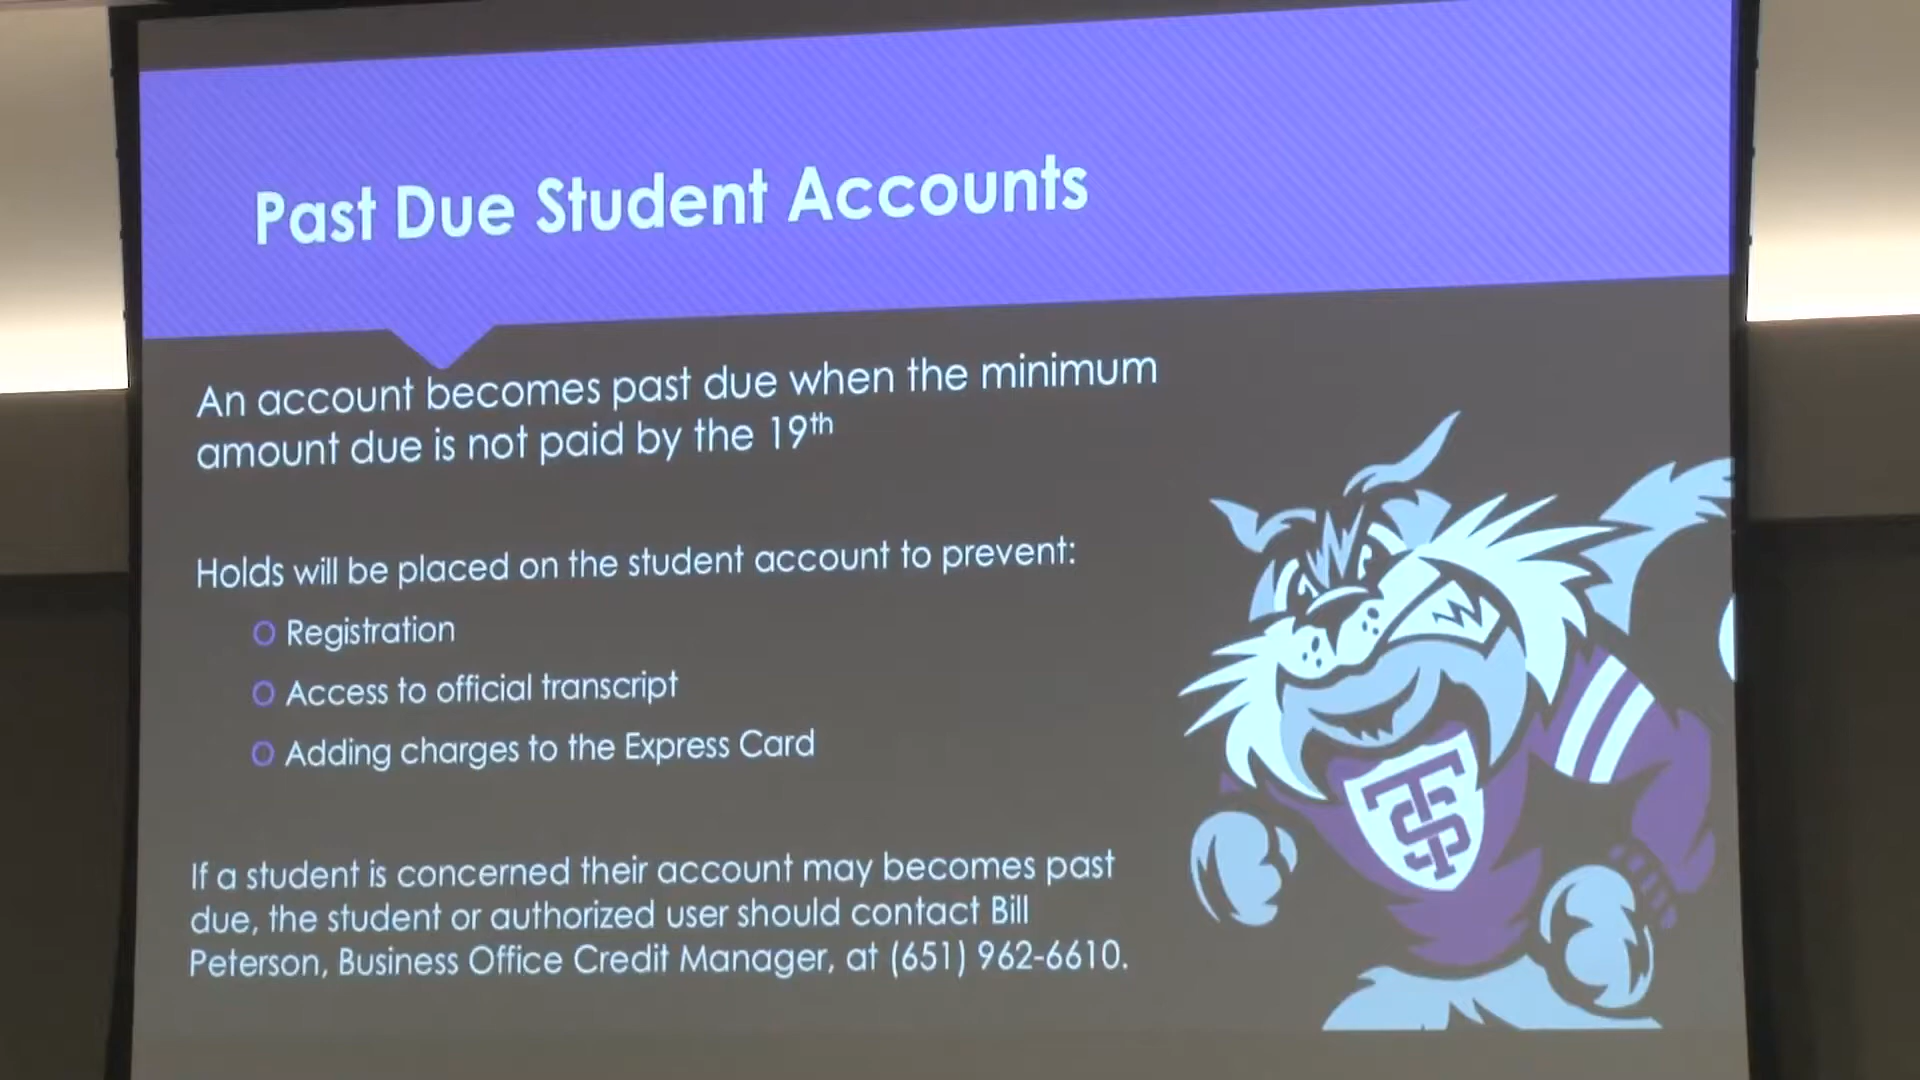 Past Due Student Accounts
An account becomes past due when the minimum
amount due is not paid by the 19th
Holds will be placed on the student account to prevent:
O Registration
O Access to official transcript
O Adding charges to the Express Card
If a student is concerned their account may becomes past
due, the student or authorized user should contact Bill
Peterson, Business Office Credit Manager, at (651) 962-6610.
TS